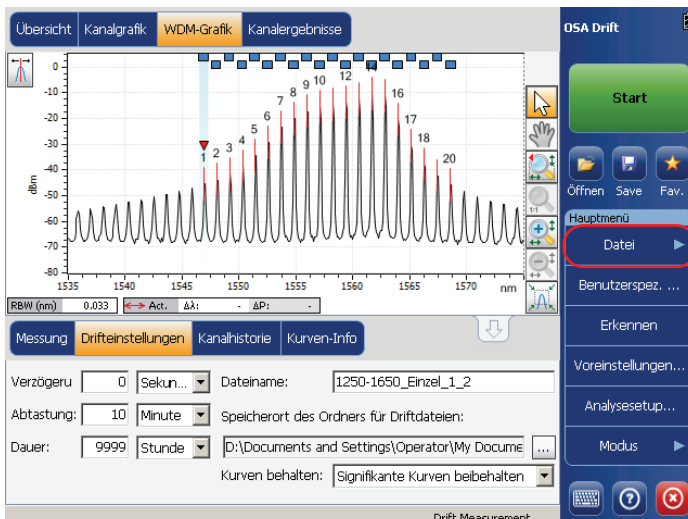 Übersicht Kanalgrafik WDM-Grafik Kanalergebnisse
0
-10
-20
-30
-40
-50
-60
-70
-80
dBm
1 2 3 4 5 6 7 8 9 10 12 14 16 17 18 20
1535 1540 1545 1550 1555 1560 1565 1570 nm
1:1
RBW (nm) 0.033 Act. Δλ: - ΔP: -
Messung Drifteinstellungen Kanalhistorie Kurven-Info
Verzögeru 0 Sekun... Dateiname: 1250-1650_Einzel_1_2
Abtastung: 10 Minute Speicherort des Ordners für Driftdateien:
Dauer: 9999 Stunde D:\Documents and Settings\Operator\My Docume ...
Kurven behalten: Signifikante Kurven beibehalten
Drift Measurement
OSA Drift
Start
Öffnen Save Fav.
Hauptmenü
Datei
Benutzerspez. ...
Erkennen
Voreinstellungen...
Analysesetup...
Modus